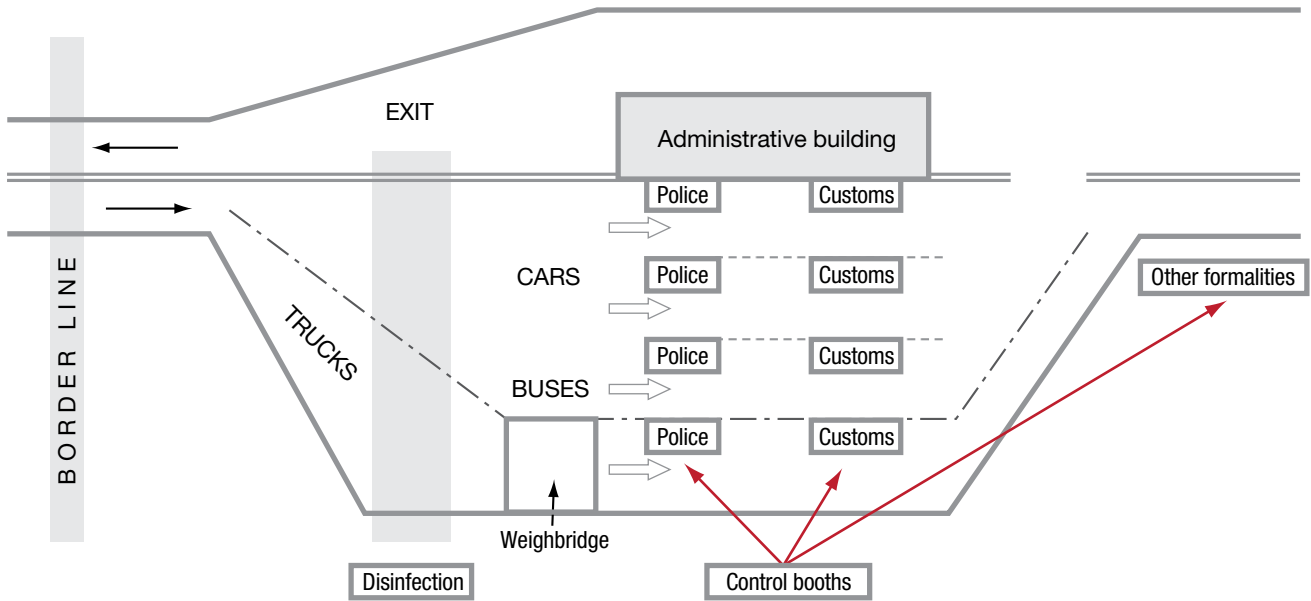 EXIT
Administrative building
Police
Customs
BORDER LINE
CARS
Police
Customs
Other formalities
TRUCKS
Police
Customs
BUSES
Police
Customs
Weighbridge
Disinfection
Control booths